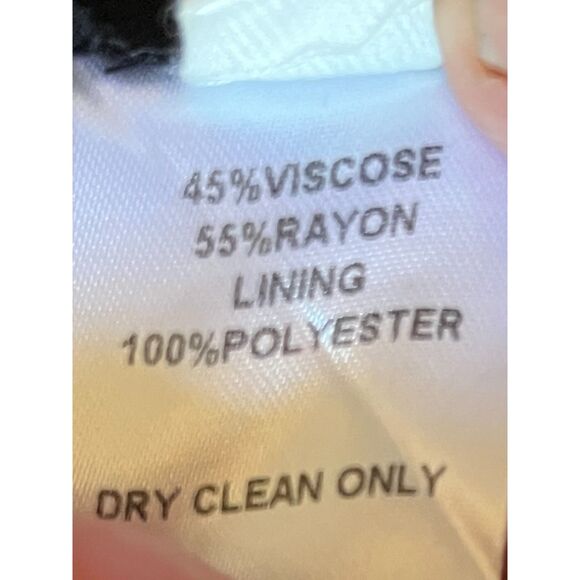 45%VISCOSE
55%RAYON
LINING
100%POLYESTER
DRY CLEAN ONLY